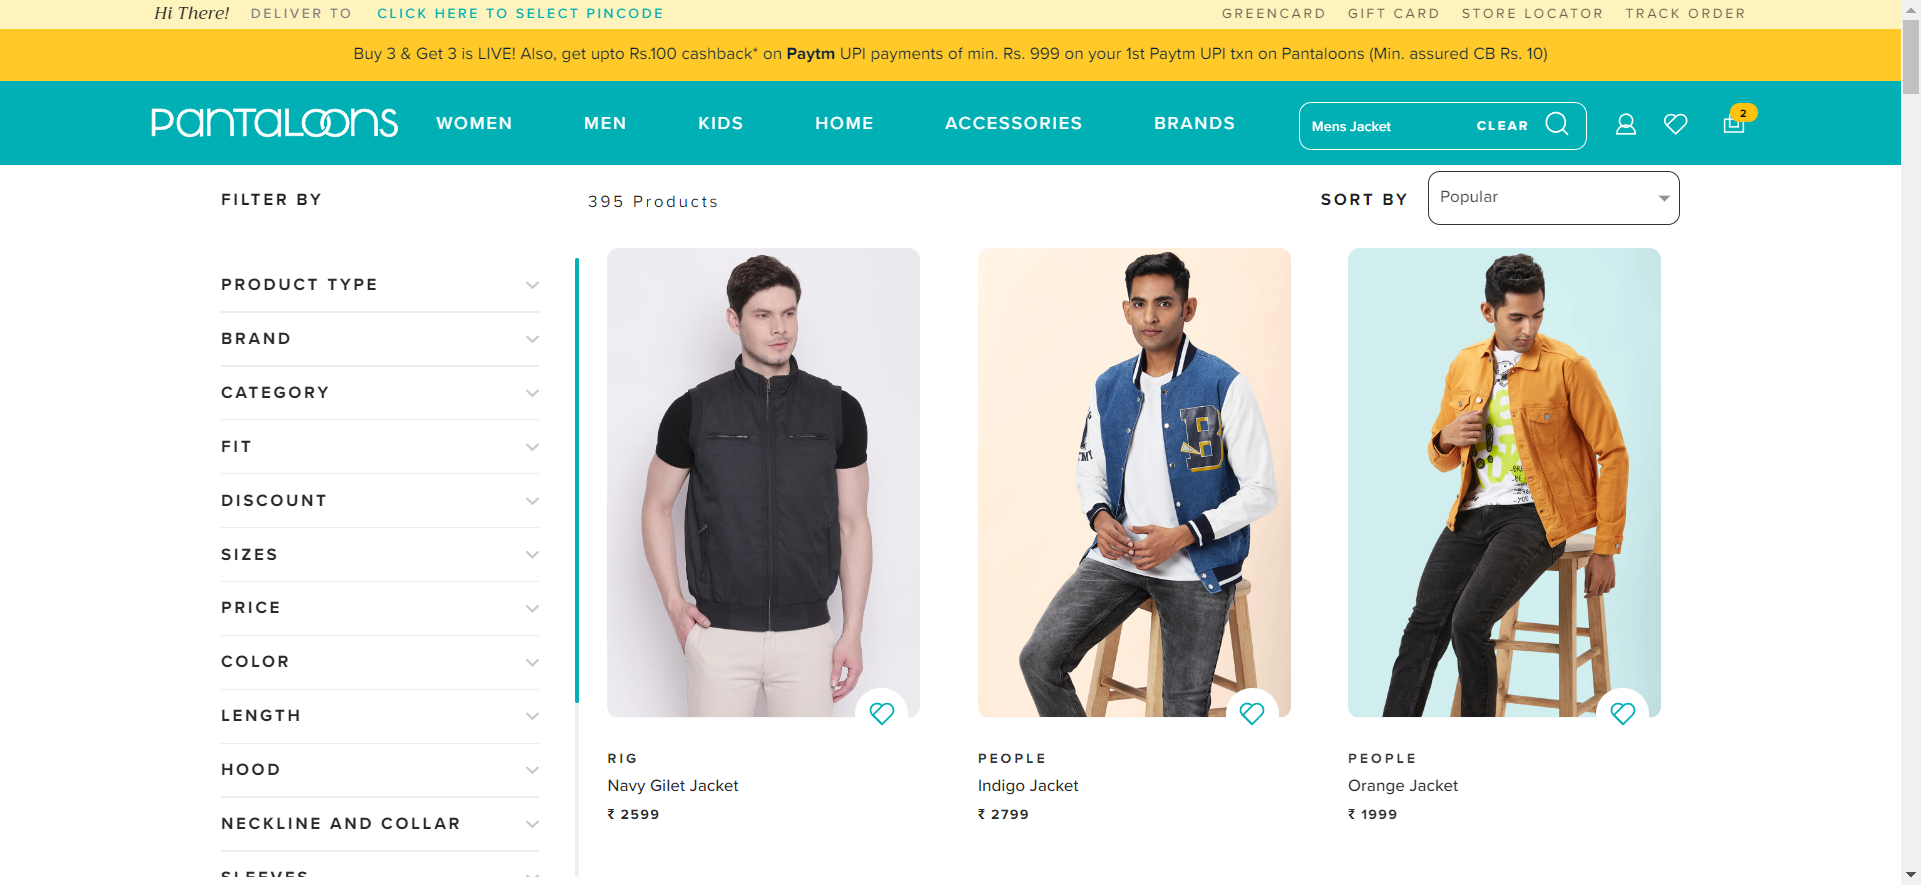 Hi There! DELIVER TO CLICK HERE TO SELECT PINCODE GREENCARD GIFT CARD STORE LOCATOR TRACK ORDER
Buy 3 & Get 3 is LIVE! Also, get upto Rs.100 cashback* on Paytm UPI payments of min. Rs. 999 on your 1st Paytm UPI txn on Pantaloons (Min. assured CB Rs. 10)
PANTALOONS WOMEN MEN KIDS HOME ACCESSORIES BRANDS Mens Jacket CLEAR 2
FILTER BY 395 Products SORT BY Popular
PRODUCT TYPE
BRAND
CATEGORY
FIT
DISCOUNT
SIZES
PRICE
COLOR
LENGTH
HOOD
NECKLINE AND COLLAR
SLEEVES
B
RIG
Navy Gilet Jacket
₹ 2599
PEOPLE
Indigo Jacket
₹ 2799
PEOPLE
Orange Jacket
₹ 1999